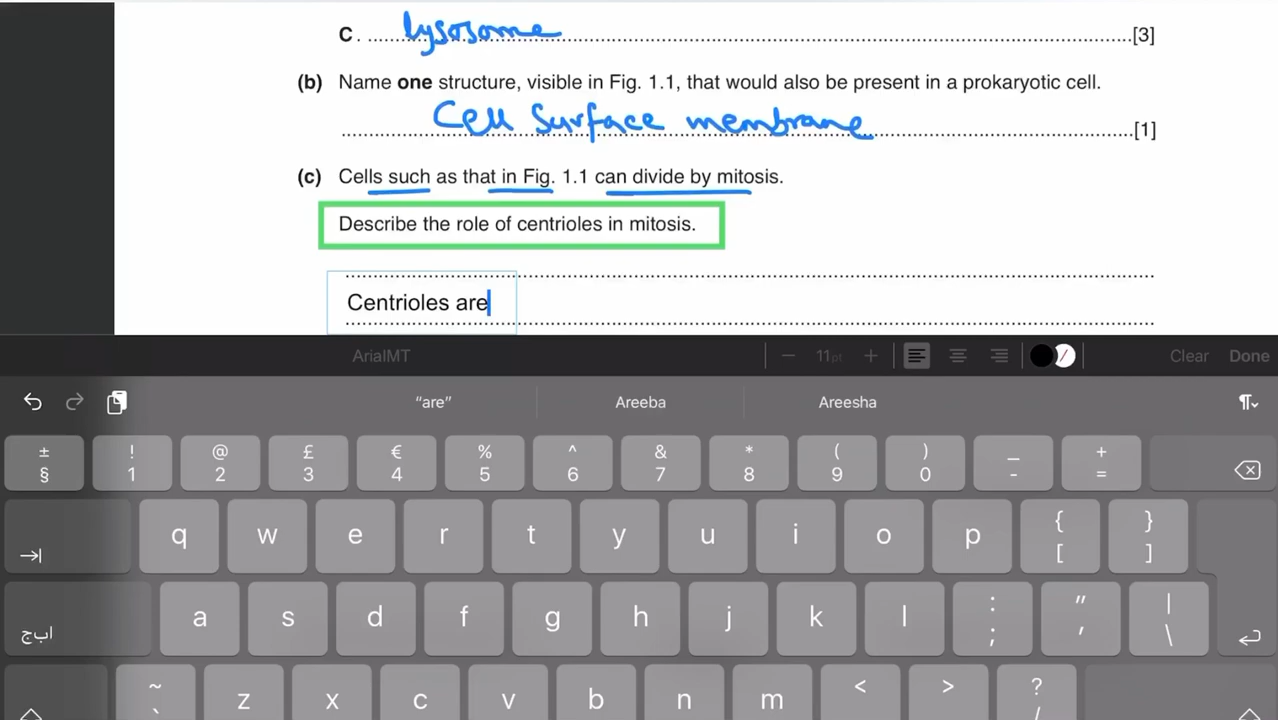 C. lysosome [3]
(b) Name one structure, visible in Fig. 1.1, that would also be present in a prokaryotic cell.
Cell Surface membrane [1]
(c) Cells such as that in Fig. 1.1 can divide by mitosis.
Describe the role of centrioles in mitosis.
Centrioles are
ArialMT − 11pt + Clear Done
“are” Areeba Areesha
± ! @ £ € % ^ & * ( ) _ +
§ 1 2 3 4 5 6 7 8 9 0 - =
q w e r t y u i o p { }
[ ]
ابج a s d f g h j k l : " |
; ' \
~ z x c v b n m < > ?
` /